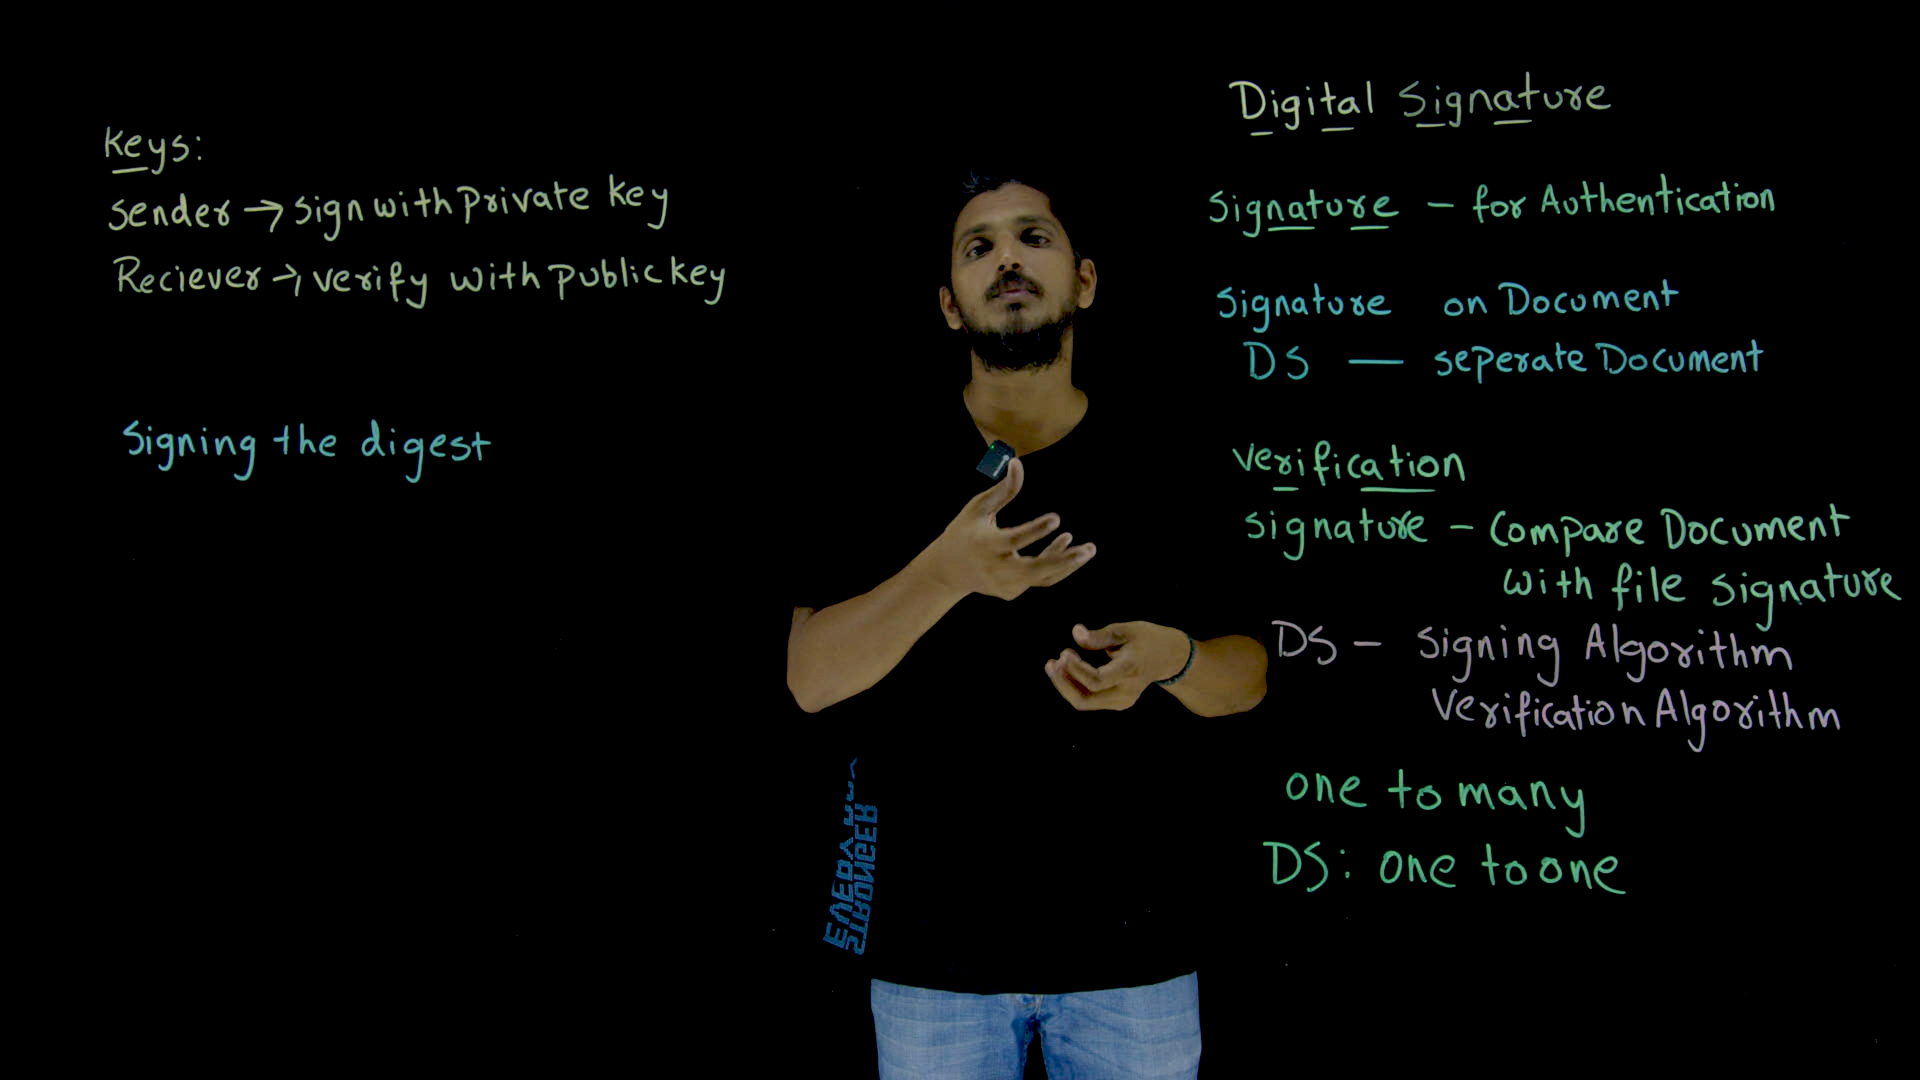 Keys:
Sender → sign with private key
Reciever → verify with public key
Signing the digest
Digital Signature
Signature – for Authentication
Signature on Document
DS — seperate Document
Verification
signature – Compare Document
with file signature
DS – signing Algorithm
Verification Algorithm
one to many
DS: one to one
STRONGER